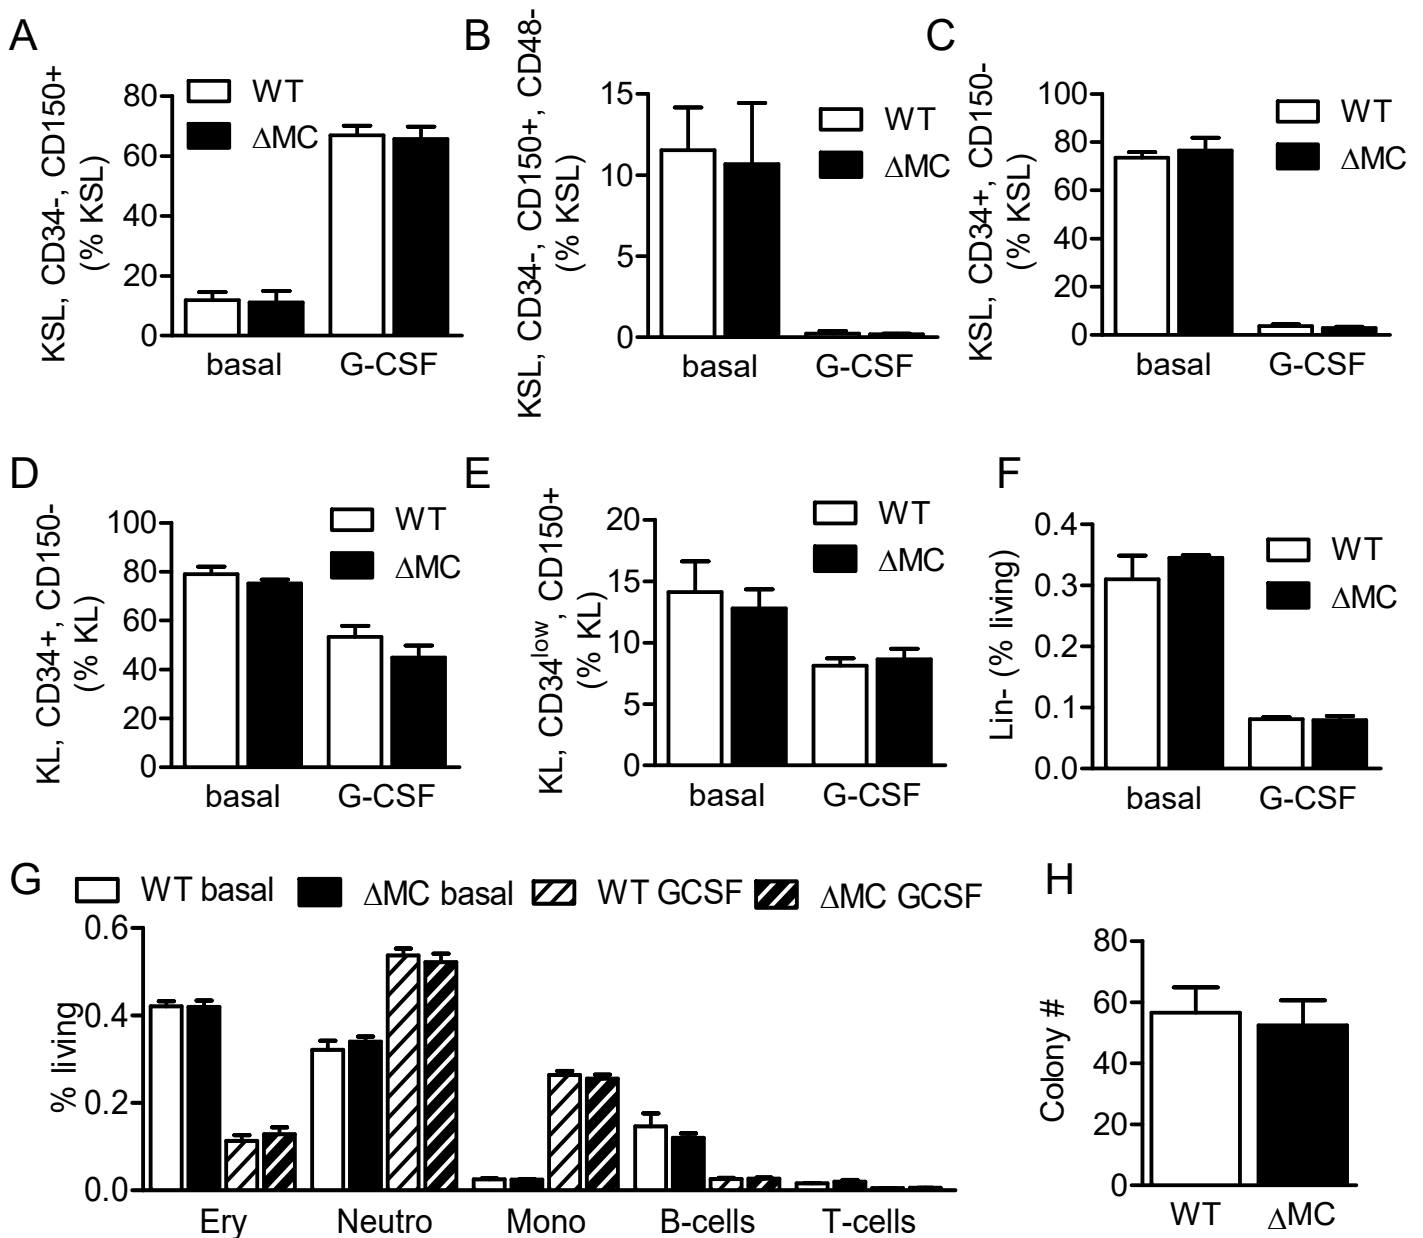 A
KSL, CD34-, CD150+
(% KSL)
80
60
40
20
0
WT
ΔMC
basal
G-CSF
B
KSL, CD34-, CD150+, CD48-
(% KSL)
15
10
5
0
WT
ΔMC
basal
G-CSF
C
KSL, CD34+, CD150-
(% KSL)
100
80
60
40
20
0
WT
ΔMC
basal
G-CSF
D
KL, CD34+, CD150-
(% KL)
100
80
60
40
20
0
WT
ΔMC
basal
G-CSF
E
KL, CD34low, CD150+
(% KL)
20
15
10
5
0
WT
ΔMC
basal
G-CSF
F
Lin- (% living)
0.4
0.3
0.2
0.1
0.0
WT
ΔMC
basal
G-CSF
G
WT basal
ΔMC basal
WT GCSF
ΔMC GCSF
% living
0.6
0.4
0.2
0.0
Ery
Neutro
Mono
B-cells
T-cells
H
Colony #
80
60
40
20
0
WT
ΔMC